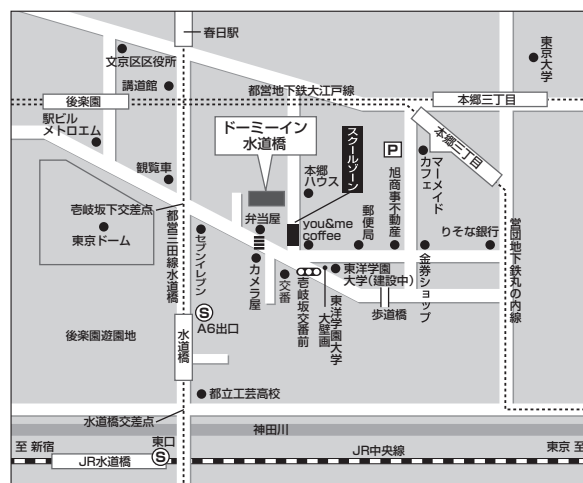 春日駅
文京区区役所
東京大学
講道館
都営地下鉄大江戸線
後楽園
本郷三丁目
駅ビル
メトロエム
ドーミーイン
水道橋
スクールゾーン
P
本郷三丁目
マーメイド
カフェ
観覧車
本郷
ハウス
旭商事不動産
壱岐坂下交差点
東京ドーム
都営三田線水道橋
弁当屋
you&me
coffee
郵便局
りそな銀行
営団地下鉄丸の内線
セブンイレブン
カメラ屋
交番
壱岐坂交番前
東洋学園大学
大壁画
東洋学園
大学(建設中)
歩道橋
金券ショップ
S
A6出口
後楽園遊園地
水道橋
都立工芸高校
水道橋交差点
神田川
至 新宿
東口
S
JR水道橋
JR中央線
東京 至